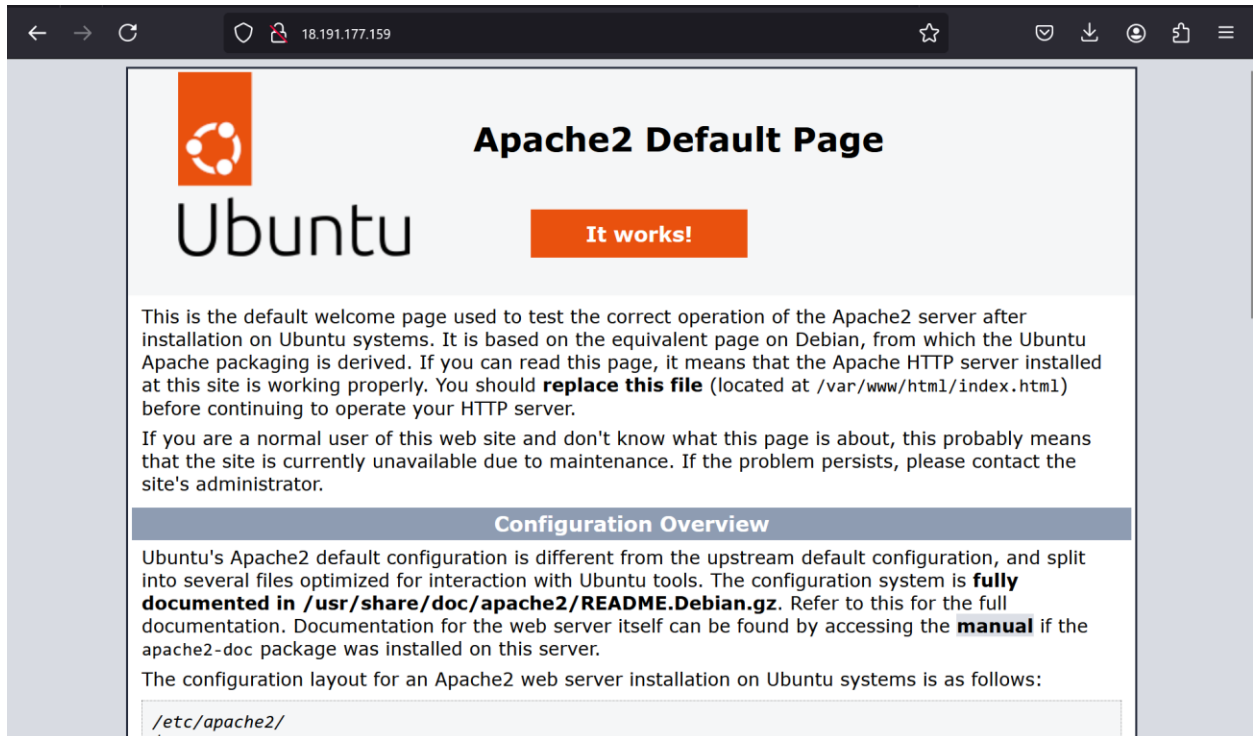 18.191.177.159
Apache2 Default Page
Ubuntu
It works!
This is the default welcome page used to test the correct operation of the Apache2 server after
installation on Ubuntu systems. It is based on the equivalent page on Debian, from which the Ubuntu
Apache packaging is derived. If you can read this page, it means that the Apache HTTP server installed
at this site is working properly. You should replace this file (located at /var/www/html/index.html)
before continuing to operate your HTTP server.
If you are a normal user of this web site and don't know what this page is about, this probably means
that the site is currently unavailable due to maintenance. If the problem persists, please contact the
site's administrator.
Configuration Overview
Ubuntu's Apache2 default configuration is different from the upstream default configuration, and split
into several files optimized for interaction with Ubuntu tools. The configuration system is fully
documented in /usr/share/doc/apache2/README.Debian.gz. Refer to this for the full
documentation. Documentation for the web server itself can be found by accessing the manual if the
apache2-doc package was installed on this server.
The configuration layout for an Apache2 web server installation on Ubuntu systems is as follows:
/etc/apache2/